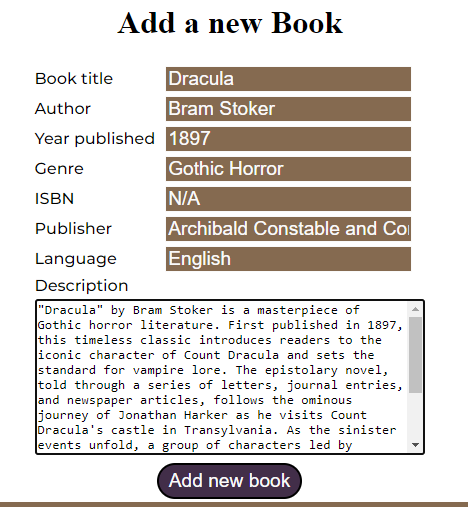 Add a new Book
Book title Dracula
Author Bram Stoker
Year published 1897
Genre Gothic Horror
ISBN N/A
Publisher Archibald Constable and
Language English
Description
"Dracula" by Bram Stoker is a masterpiece of
Gothic horror literature. First published in 1897,
this timeless classic introduces readers to the
iconic character of Count Dracula and sets the
standard for vampire lore. The epistolary novel,
told through a series of letters, journal entries,
and newspaper articles, follows the ominous
journey of Jonathan Harker as he visits Count
Dracula's castle in Transylvania. As the sinister
events unfold, a group of characters led by
Add new book